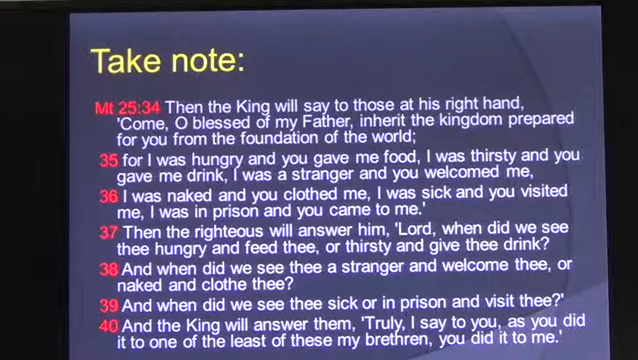 Take note:
Mt 25:34 Then the King will say to those at his right hand,
'Come, O blessed of my Father, inherit the kingdom prepared
for you from the foundation of the world;
35 for I was hungry and you gave me food, I was thirsty and you
gave me drink, I was a stranger and you welcomed me,
36 I was naked and you clothed me, I was sick and you visited
me, I was in prison and you came to me.'
37 Then the righteous will answer him, 'Lord, when did we see
thee hungry and feed thee, or thirsty and give thee drink?
38 And when did we see thee a stranger and welcome thee, or
naked and clothe thee?
39 And when did we see thee sick or in prison and visit thee?'
40 And the King will answer them, 'Truly, I say to you, as you did
it to one of the least of these my brethren, you did it to me.'